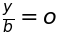 y/b = o